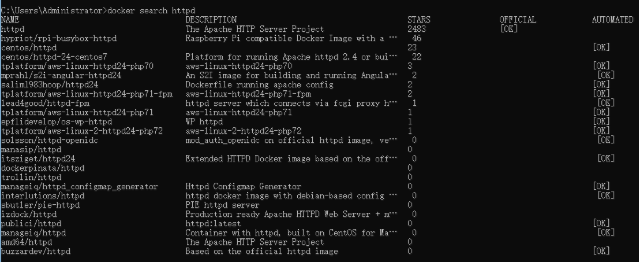 C:\Users\Administrator>docker search httpd
NAME DESCRIPTION STARS OFFICIAL AUTOMATED
httpd The Apache HTTP Server Project 2483 [OK]
hypriot/rpi-busybox-httpd Raspberry Pi compatible Docker Image with a ··· 46
centos/httpd 23 [OK]
centos/httpd-24-centos7 Platform for running Apache httpd 2.4 or bui··· 22
tplatform/aws-linux-httpd24-php70 aws-linux-httpd24-php70 3 [OK]
mprahl/s2i-angular-httpd24 An S2I image for building and running Angula··· 2 [OK]
salim1983hoop/httpd24 Dockerfile running apache config 2 [OK]
tplatform/aws-linux-httpd24-php71-fpm aws-linux-httpd24-php71-fpm 2 [OK]
lead4good/httpd-fpm httpd server which connects via fcgi proxy h··· 1 [OK]
tplatform/aws-linux-httpd24-php71 aws-linux-httpd24-php71 1 [OK]
epflidevelop/os-wp-httpd WP httpd 1 [OK]
tplatform/aws-linux-2-httpd24-php72 aws-linux-2-httpd24-php72 1 [OK]
solsson/httpd-openidc mod_auth_openidc on official httpd image, ve··· 0 [OK]
manasip/httpd 0
itsziget/httpd24 Extended HTTPD Docker image based on the off··· 0 [OK]
dockerpinata/httpd 0
trollin/httpd 0
manageiq/httpd_configmap_generator Httpd Configmap Generator 0 [OK]
interlutions/httpd httpd docker image with debian-based config ··· 0 [OK]
sbutler/pie-httpd PIE httpd server 0
izdock/httpd Production ready Apache HTTPD Web Server + m··· 0
publici/httpd httpd:latest 0 [OK]
manageiq/httpd Container with httpd, built on CentOS for Ma··· 0 [OK]
amd64/httpd The Apache HTTP Server Project 0
buzzardev/httpd Based on the official httpd image 0 [OK]